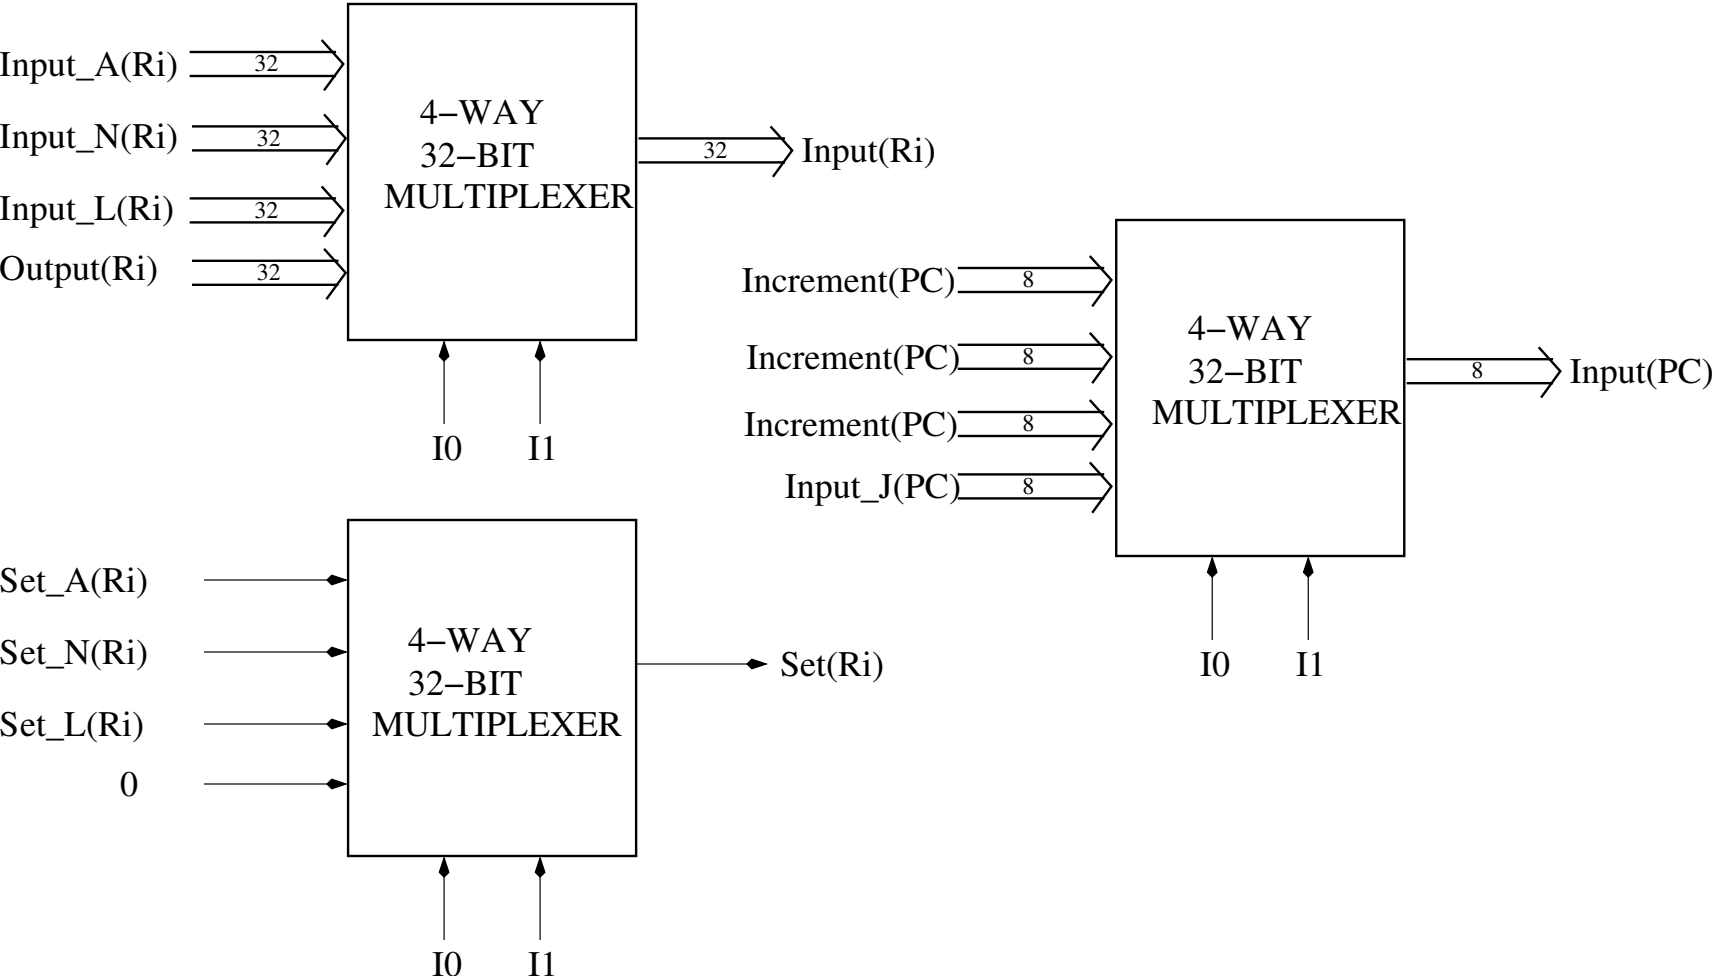 Input_A(Ri)
32
Input_N(Ri)
32
Input_L(Ri)
32
Output(Ri)
32
4−WAY
32−BIT
MULTIPLEXER
32
Input(Ri)
I0
I1
Increment(PC)
8
Increment(PC)
8
Increment(PC)
8
Input_J(PC)
8
4−WAY
32−BIT
MULTIPLEXER
8
Input(PC)
I0
I1
Set_A(Ri)
Set_N(Ri)
Set_L(Ri)
0
4−WAY
32−BIT
MULTIPLEXER
Set(Ri)
I0
I1